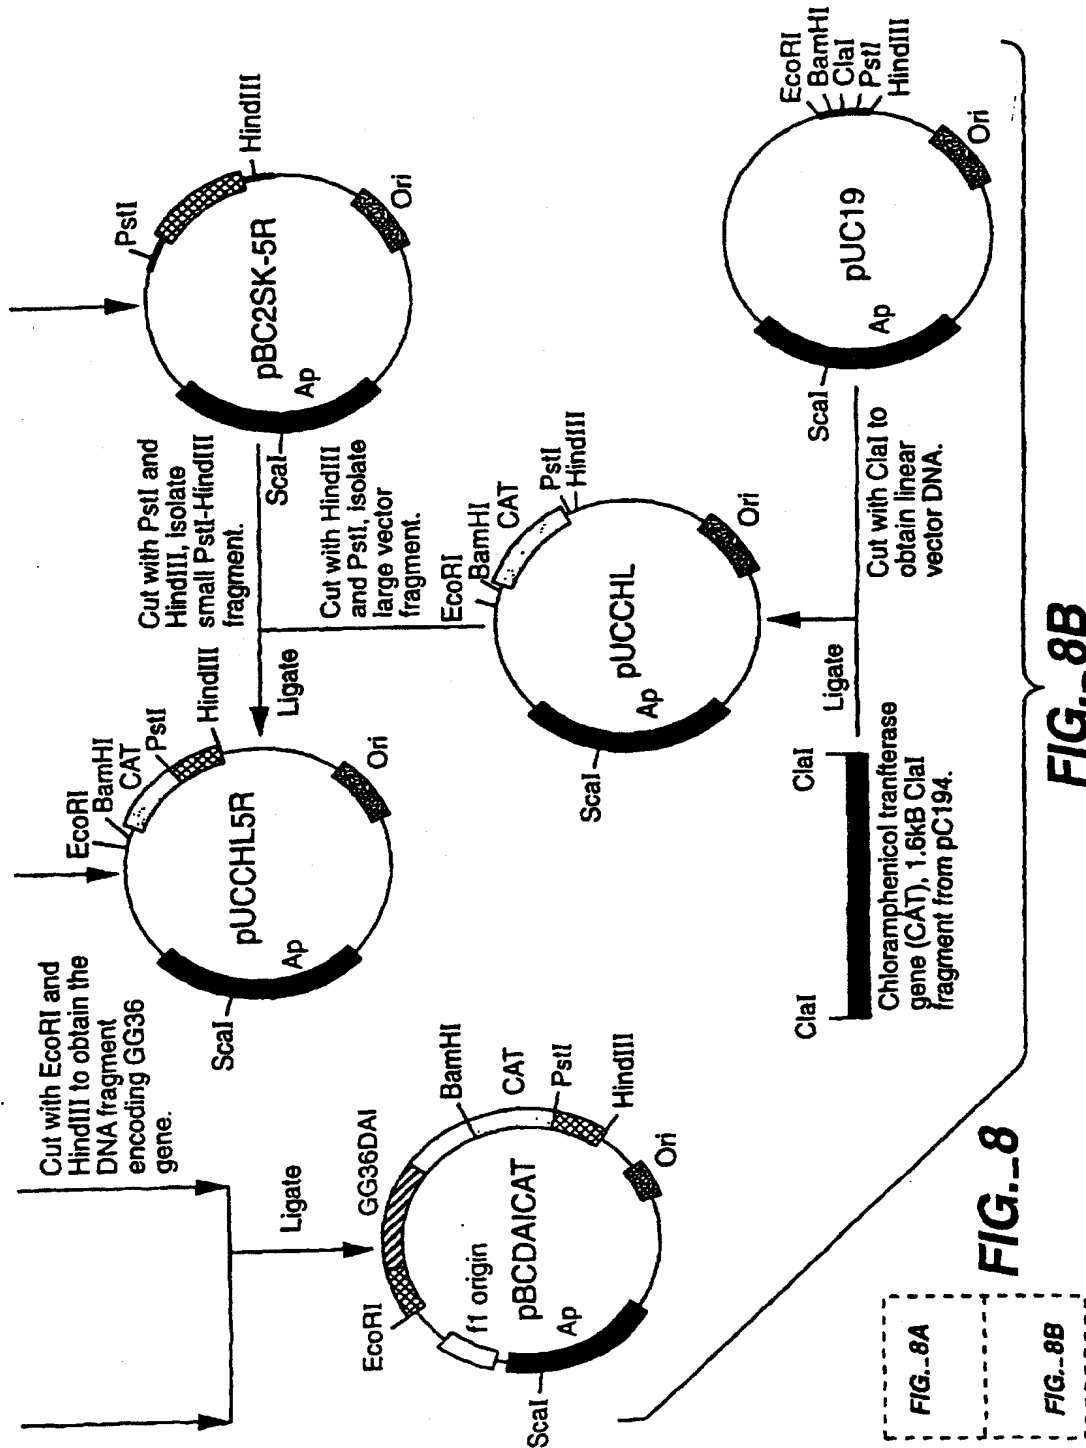 Cut with EcoRI and
HindIII to obtain the
DNA fragment
encoding GG36
gene.
Ligate
EcoRI
GG36DAI
f1 origin
pBCDAICAT
BamHI
CAT
PstI
HindIII
Ori
Ap
ScaI
EcoRI
BamHI
CAT
PstI
HindIII
pUCCHL5R
Ap
Ori
ScaI
Ligate
Cut with PstI and
HindIII, isolate
small PstI-HindIII
fragment.
Cut with HindIII
and PstI, isolate
large vector
fragment.
PstI
HindIII
pBC2SK-5R
Ap
Ori
ScaI
EcoRI
BamHI
CAT
PstI
HindIII
pUCCHL
Ap
Ori
ScaI
Ligate
Cut with ClaI to
obtain linear
vector DNA.
ClaI
ClaI
Chloramphenicol tranfterase
gene (CAT), 1.6kB ClaI
fragment from pC194.
EcoRI
BamHI
ClaI
PstI
HindIII
pUC19
Ap
Ori
ScaI
FIG._8B
FIG._8
FIG._8A
FIG._8B